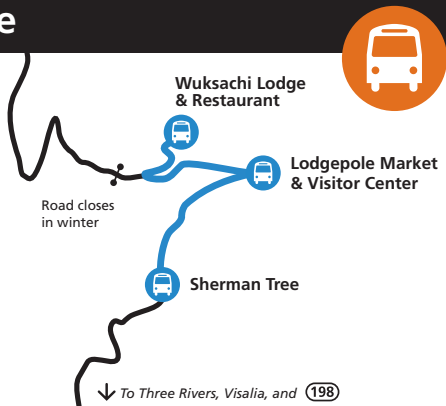 e
Wuksachi Lodge
& Restaurant
Lodgepole Market
& Visitor Center
Road closes
in winter
Sherman Tree
To Three Rivers, Visalia, and 198